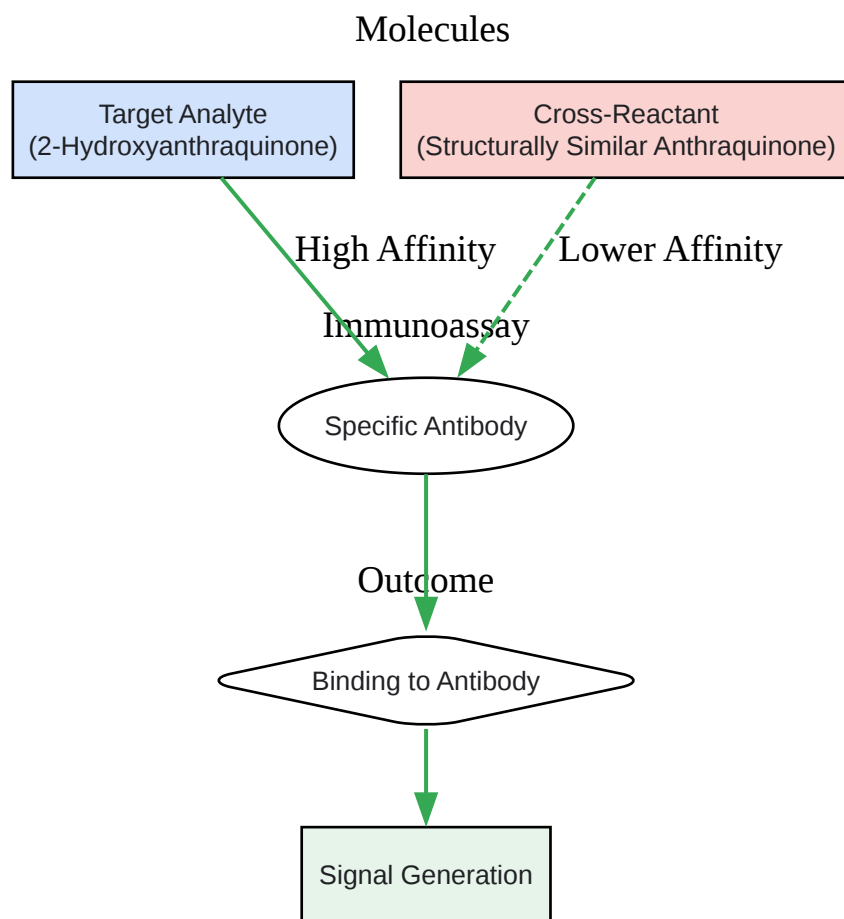 Molecules
Target Analyte
(2-Hydroxyanthraquinone)
Cross-Reactant
(Structurally Similar Anthraquinone)
High Affinity
Lower Affinity
Immunoassay
Specific Antibody
Outcome
Binding to Antibody
Signal Generation